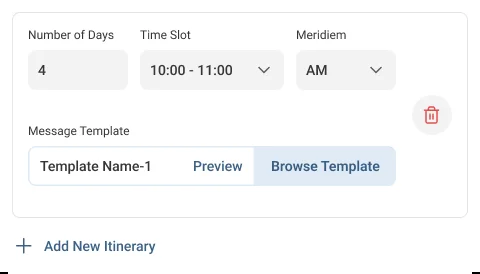 Number of Days Time Slot Meridiem
4 10:00 - 11:00 AM
Message Template
Template Name-1 Preview Browse Template
Add New Itinerary